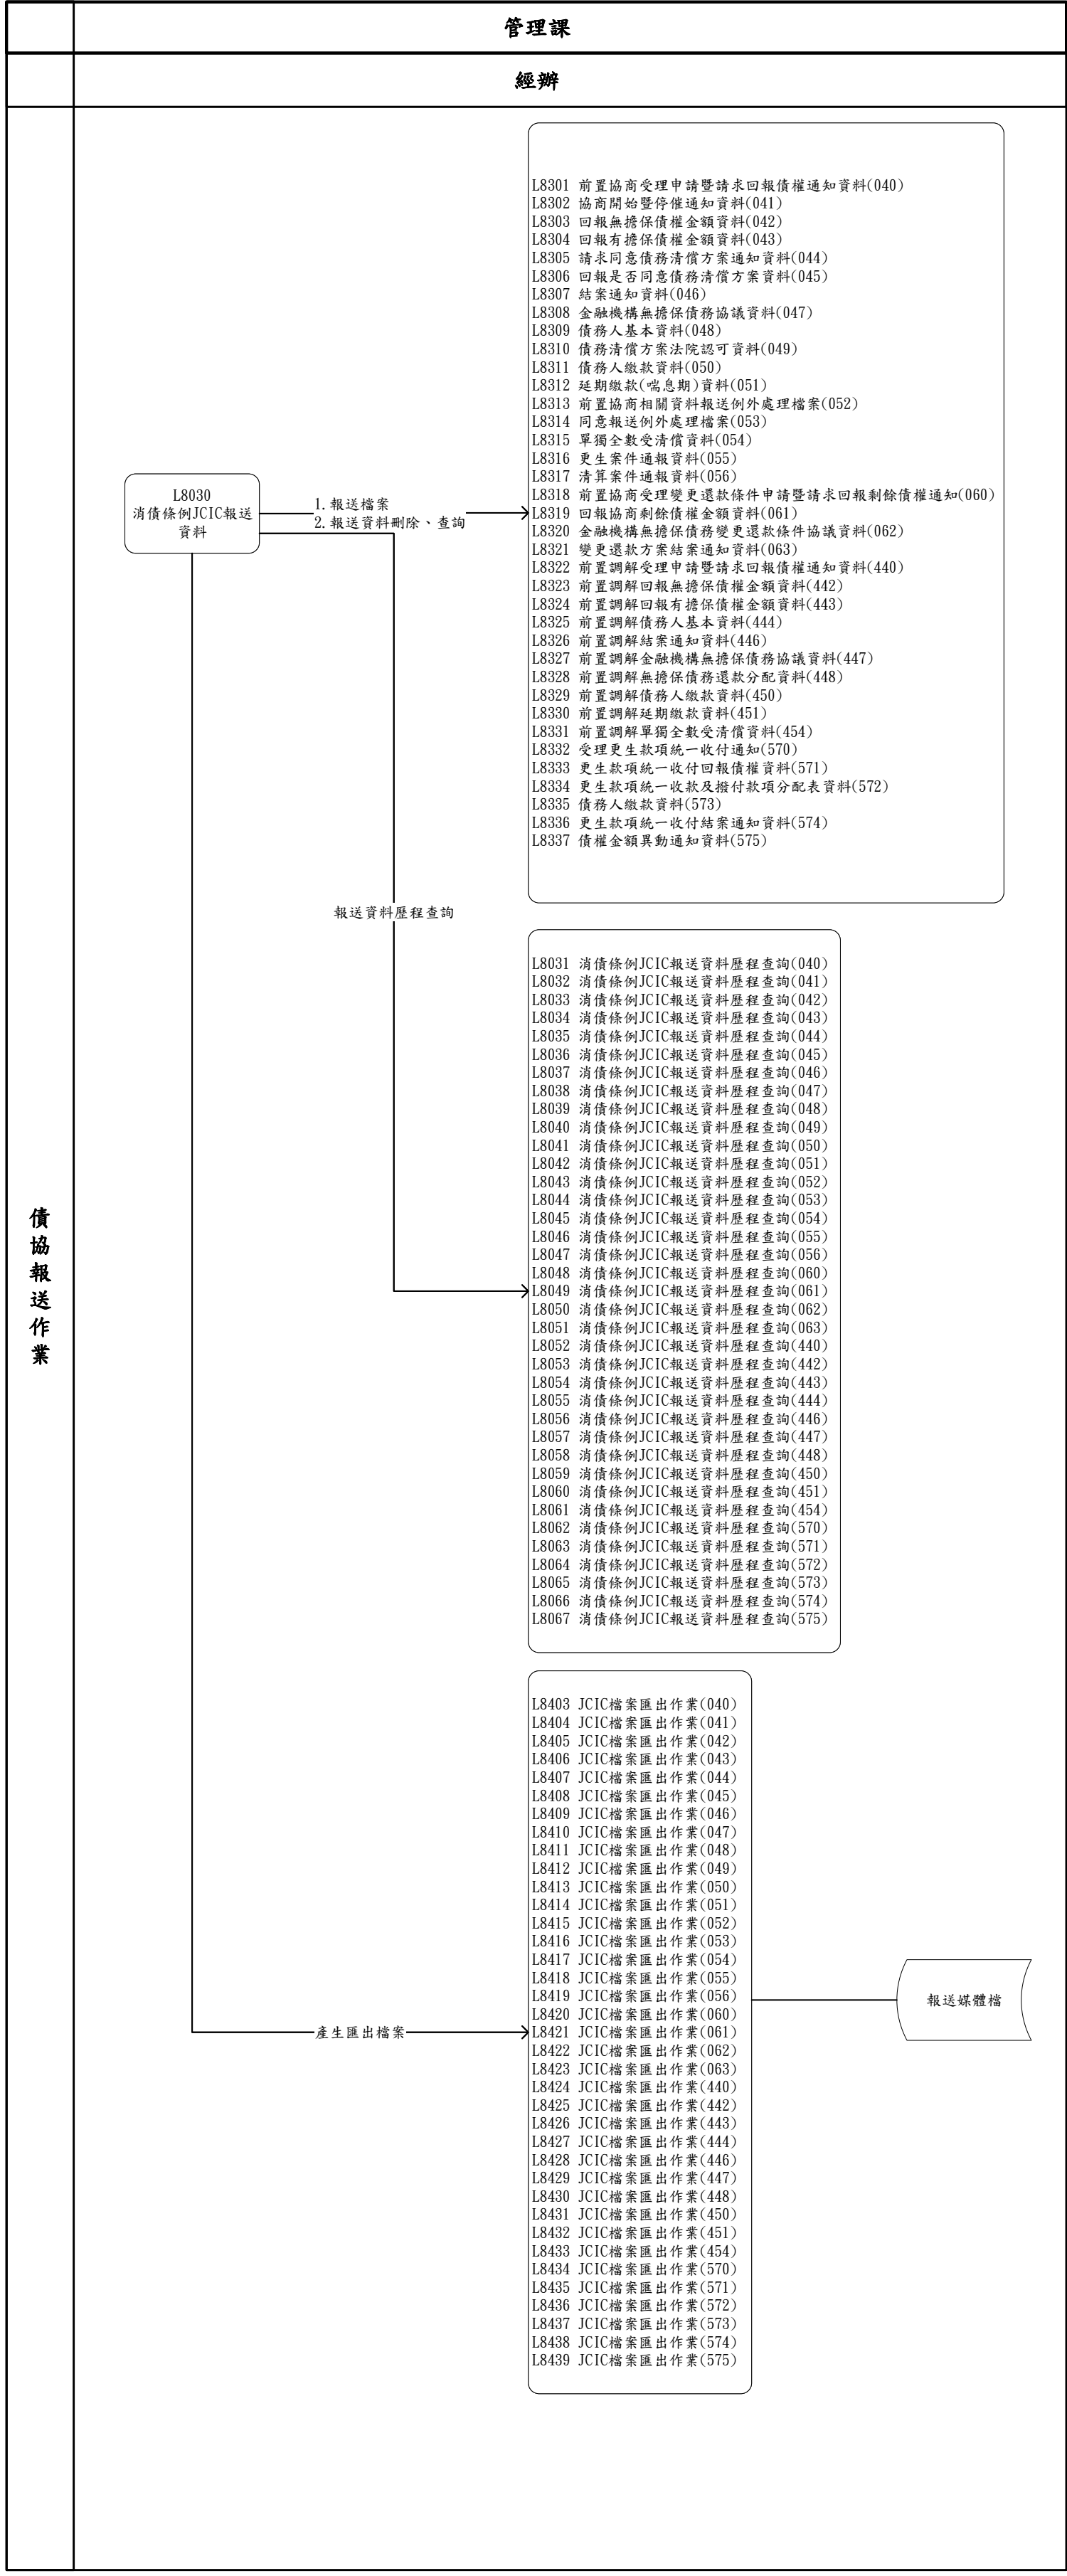 管理課
經辦
債
協
報
送
作
業
L8030
消債條例JCIC報送
資料
1.報送檔案
2.報送資料刪除、查詢
L8301 前置協商受理申請暨請求回報債權通知資料(040)
L8302 協商開始暨停催通知資料(041)
L8303 回報無擔保債權金額資料(042)
L8304 回報有擔保債權金額資料(043)
L8305 請求同意債務清償方案通知資料(044)
L8306 回報是否同意債務清償方案資料(045)
L8307 結案通知資料(046)
L8308 金融機構無擔保債務協議資料(047)
L8309 債務人基本資料(048)
L8310 債務清償方案法院認可資料(049)
L8311 債務人繳款資料(050)
L8312 延期繳款(喘息期)資料(051)
L8313 前置協商相關資料報送例外處理檔案(052)
L8314 同意報送例外處理檔案(053)
L8315 單獨全數受清償資料(054)
L8316 更生案件通報資料(055)
L8317 清算案件通報資料(056)
L8318 前置協商受理變更還款條件申請暨請求回報剩餘債權通知(060)
L8319 回報協商剩餘債權金額資料(061)
L8320 金融機構無擔保債務變更還款條件協議資料(062)
L8321 變更還款方案結案通知資料(063)
L8322 前置調解受理申請暨請求回報債權通知資料(440)
L8323 前置調解回報無擔保債權金額資料(442)
L8324 前置調解回報有擔保債權金額資料(443)
L8325 前置調解債務人基本資料(444)
L8326 前置調解結案通知資料(446)
L8327 前置調解金融機構無擔保債務協議資料(447)
L8328 前置調解無擔保債務還款分配資料(448)
L8329 前置調解債務人繳款資料(450)
L8330 前置調解延期繳款資料(451)
L8331 前置調解單獨全數受清償資料(454)
L8332 受理更生款項統一收付通知(570)
L8333 更生款項統一收付回報債權資料(571)
L8334 更生款項統一收款及撥付款項分配表資料(572)
L8335 債務人繳款資料(573)
L8336 更生款項統一收付結案通知資料(574)
L8337 債權金額異動通知資料(575)
報送資料歷程查詢
L8031 消債條例JCIC報送資料歷程查詢(040)
L8032 消債條例JCIC報送資料歷程查詢(041)
L8033 消債條例JCIC報送資料歷程查詢(042)
L8034 消債條例JCIC報送資料歷程查詢(043)
L8035 消債條例JCIC報送資料歷程查詢(044)
L8036 消債條例JCIC報送資料歷程查詢(045)
L8037 消債條例JCIC報送資料歷程查詢(046)
L8038 消債條例JCIC報送資料歷程查詢(047)
L8039 消債條例JCIC報送資料歷程查詢(048)
L8040 消債條例JCIC報送資料歷程查詢(049)
L8041 消債條例JCIC報送資料歷程查詢(050)
L8042 消債條例JCIC報送資料歷程查詢(051)
L8043 消債條例JCIC報送資料歷程查詢(052)
L8044 消債條例JCIC報送資料歷程查詢(053)
L8045 消債條例JCIC報送資料歷程查詢(054)
L8046 消債條例JCIC報送資料歷程查詢(055)
L8047 消債條例JCIC報送資料歷程查詢(056)
L8048 消債條例JCIC報送資料歷程查詢(060)
L8049 消債條例JCIC報送資料歷程查詢(061)
L8050 消債條例JCIC報送資料歷程查詢(062)
L8051 消債條例JCIC報送資料歷程查詢(063)
L8052 消債條例JCIC報送資料歷程查詢(440)
L8053 消債條例JCIC報送資料歷程查詢(442)
L8054 消債條例JCIC報送資料歷程查詢(443)
L8055 消債條例JCIC報送資料歷程查詢(444)
L8056 消債條例JCIC報送資料歷程查詢(446)
L8057 消債條例JCIC報送資料歷程查詢(447)
L8058 消債條例JCIC報送資料歷程查詢(448)
L8059 消債條例JCIC報送資料歷程查詢(450)
L8060 消債條例JCIC報送資料歷程查詢(451)
L8061 消債條例JCIC報送資料歷程查詢(454)
L8062 消債條例JCIC報送資料歷程查詢(570)
L8063 消債條例JCIC報送資料歷程查詢(571)
L8064 消債條例JCIC報送資料歷程查詢(572)
L8065 消債條例JCIC報送資料歷程查詢(573)
L8066 消債條例JCIC報送資料歷程查詢(574)
L8067 消債條例JCIC報送資料歷程查詢(575)
產生匯出檔案
L8403 JCIC檔案匯出作業(040)
L8404 JCIC檔案匯出作業(041)
L8405 JCIC檔案匯出作業(042)
L8406 JCIC檔案匯出作業(043)
L8407 JCIC檔案匯出作業(044)
L8408 JCIC檔案匯出作業(045)
L8409 JCIC檔案匯出作業(046)
L8410 JCIC檔案匯出作業(047)
L8411 JCIC檔案匯出作業(048)
L8412 JCIC檔案匯出作業(049)
L8413 JCIC檔案匯出作業(050)
L8414 JCIC檔案匯出作業(051)
L8415 JCIC檔案匯出作業(052)
L8416 JCIC檔案匯出作業(053)
L8417 JCIC檔案匯出作業(054)
L8418 JCIC檔案匯出作業(055)
L8419 JCIC檔案匯出作業(056)
L8420 JCIC檔案匯出作業(060)
L8421 JCIC檔案匯出作業(061)
L8422 JCIC檔案匯出作業(062)
L8423 JCIC檔案匯出作業(063)
L8424 JCIC檔案匯出作業(440)
L8425 JCIC檔案匯出作業(442)
L8426 JCIC檔案匯出作業(443)
L8427 JCIC檔案匯出作業(444)
L8428 JCIC檔案匯出作業(446)
L8429 JCIC檔案匯出作業(447)
L8430 JCIC檔案匯出作業(448)
L8431 JCIC檔案匯出作業(450)
L8432 JCIC檔案匯出作業(451)
L8433 JCIC檔案匯出作業(454)
L8434 JCIC檔案匯出作業(570)
L8435 JCIC檔案匯出作業(571)
L8436 JCIC檔案匯出作業(572)
L8437 JCIC檔案匯出作業(573)
L8438 JCIC檔案匯出作業(574)
L8439 JCIC檔案匯出作業(575)
報送媒體檔